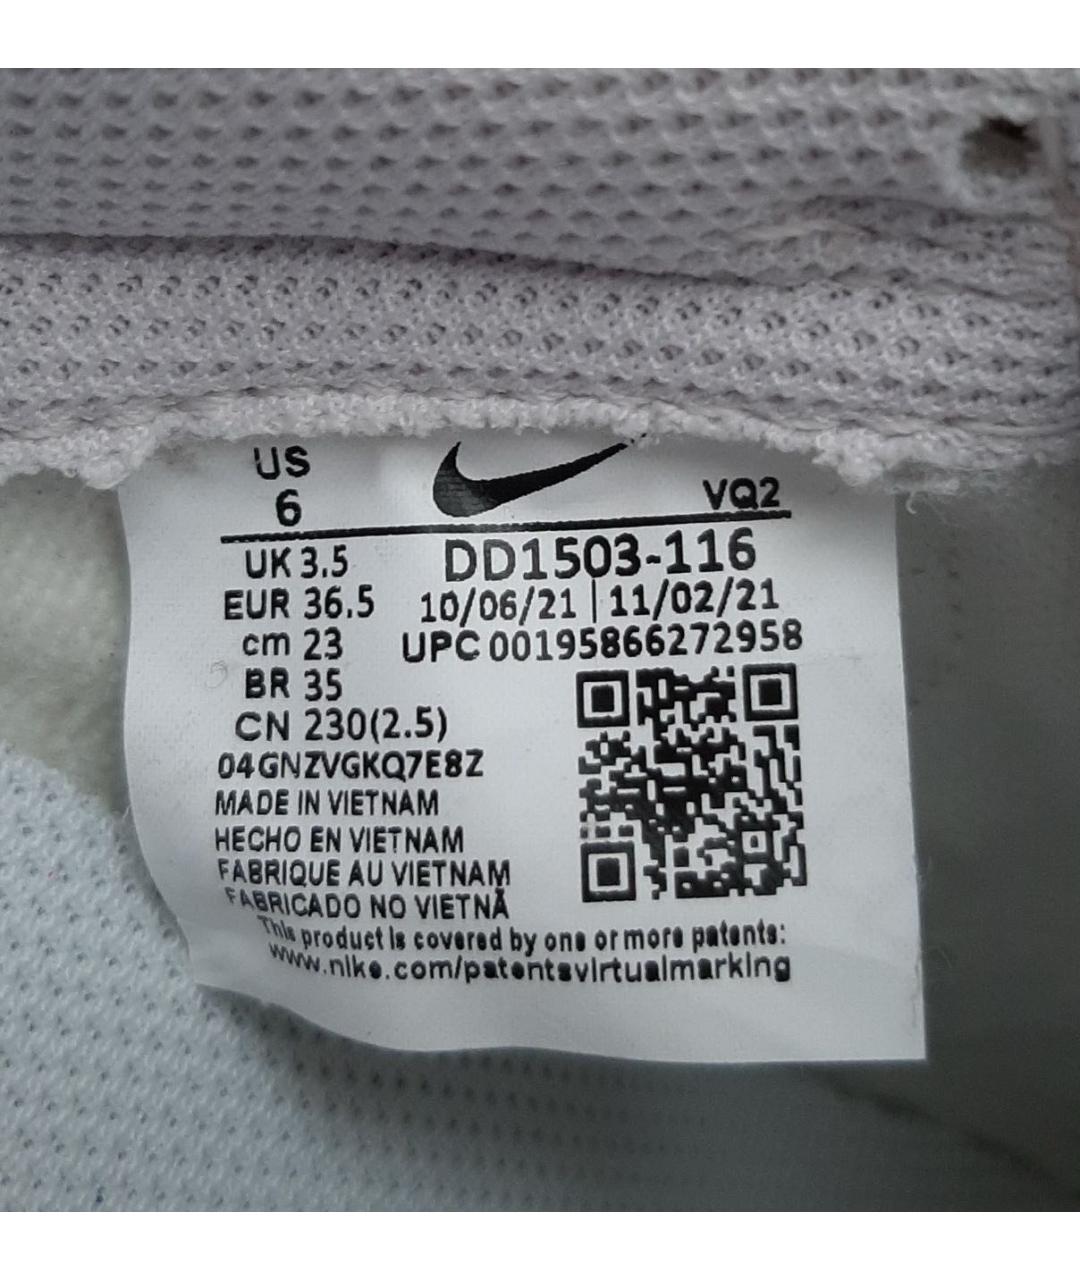 US
6
VQ2
UK 3.5
DD1503-116
EUR 36.5
10/06/21 | 11/02/21
cm 23
UPC 00195866272958
BR 35
CN 230(2.5)
04GNZVGKQ7E8Z
MADE IN VIETNAM
HECHO EN VIETNAM
FABRIQUE AU VIETNAM
FABRICADO NO VIETNÃ
This product is covered by one or more patents:
www.nike.com/patentsvirtualmarking